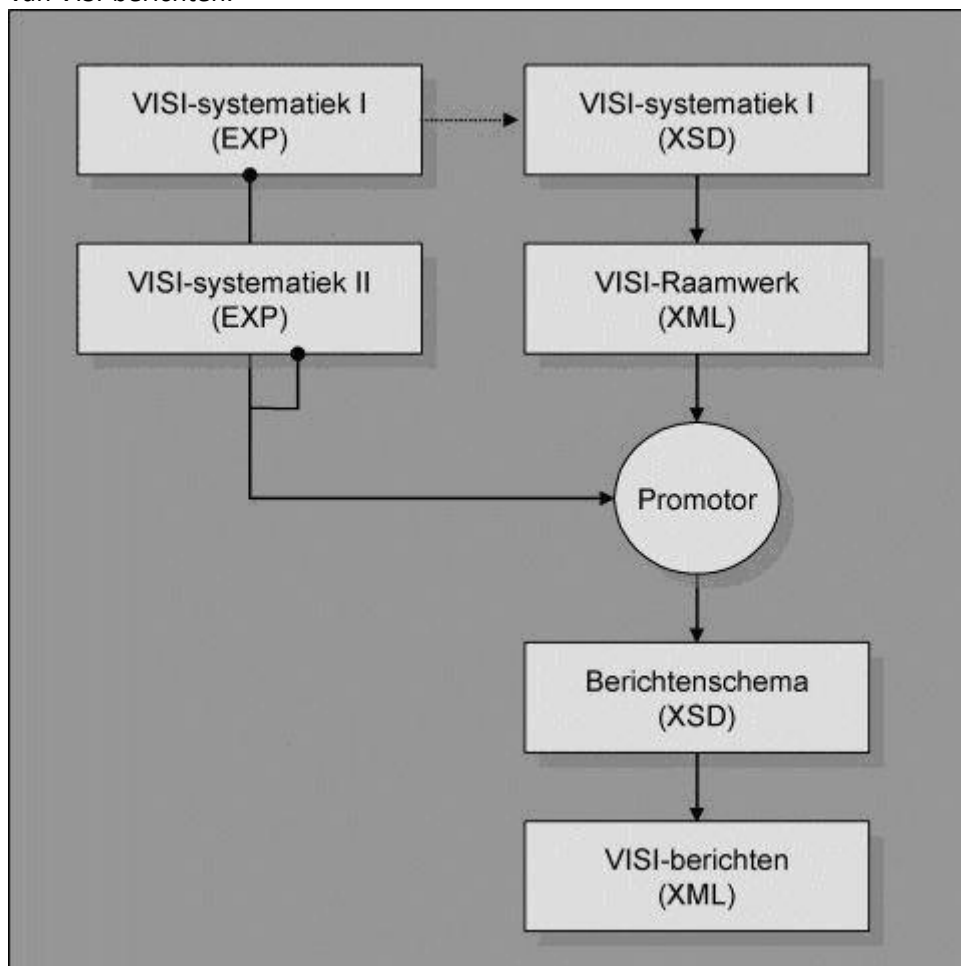 van VISI-berichten.
VISI-systematiek I
(EXP)
VISI-systematiek I
(XSD)
VISI-systematiek II
(EXP)
VISI-Raamwerk
(XML)
Promotor
Berichtenschema
(XSD)
VISI-berichten
(XML)